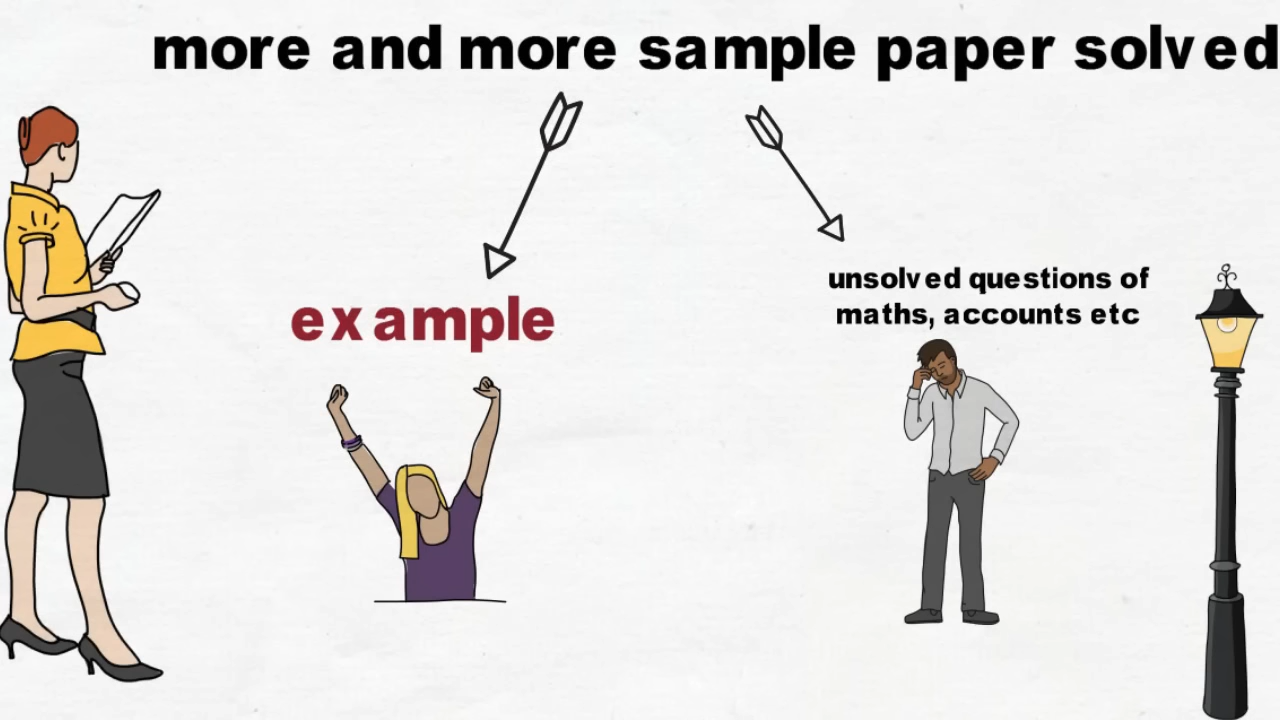 more and more sample paper solved
example
unsolved questions of
maths, accounts etc